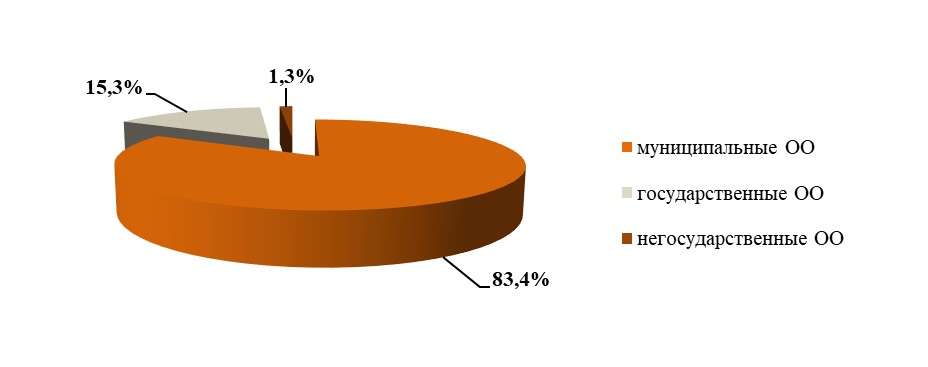 1,3%
15,3%
83,4%
муниципальные ОО
государственные ОО
негосударственные ОО